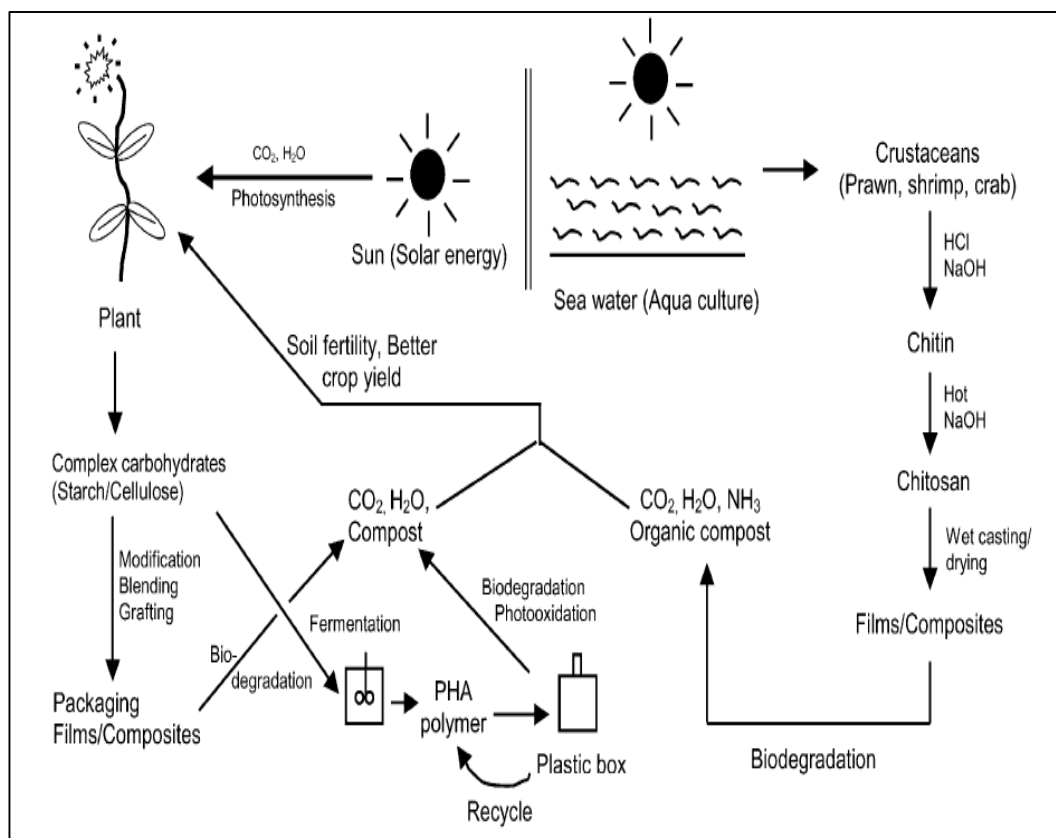 CO2, H2O
Photosynthesis
Sun (Solar energy)
Plant
Sea water (Aqua culture)
Crustaceans
(Prawn, shrimp, crab)
HCl
NaOH
Chitin
Hot
NaOH
Chitosan
Wet casting/
drying
Films/Composites
Soil fertility, Better
crop yield
Complex carbohydrates
(Starch/Cellulose)
CO2, H2O,
Compost
CO2, H2O, NH3
Organic compost
Modification
Blending
Grafting
Biodegradation
Photooxidation
Fermentation
Bio-
degradation
Packaging
Films/Composites
PHA
polymer
Plastic box
Recycle
Biodegradation